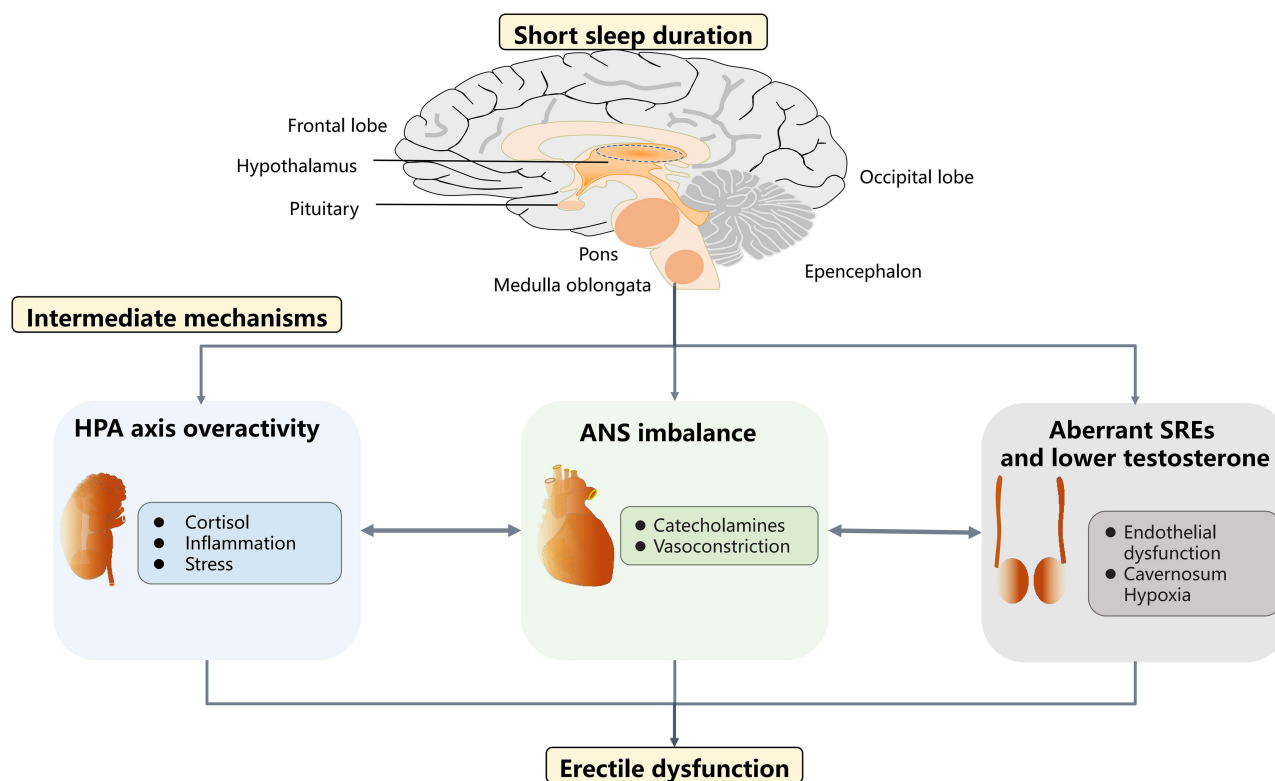 Short sleep duration
Frontal lobe
Hypothalamus
Occipital lobe
Pituitary
Pons
Epencephalon
Medulla oblongata
Intermediate mechanisms
HPA axis overactivity
● Cortisol
● Inflammation
● Stress
ANS imbalance
● Catecholamines
● Vasoconstriction
Aberrant SREs
and lower testosterone
● Endothelial
dysfunction
● Cavernosum
Hypoxia
Erectile dysfunction